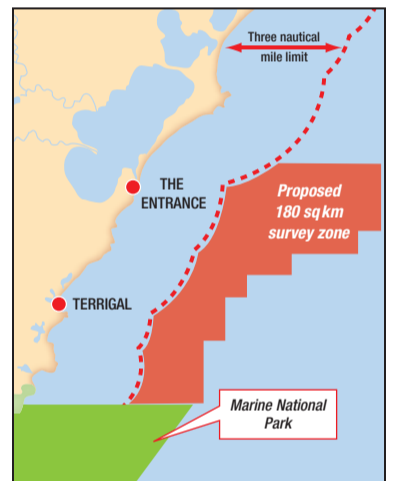 Three nautical
mile limit
THE
ENTRANCE
Proposed
180 sq km
survey zone
TERRIGAL
Marine National
Park